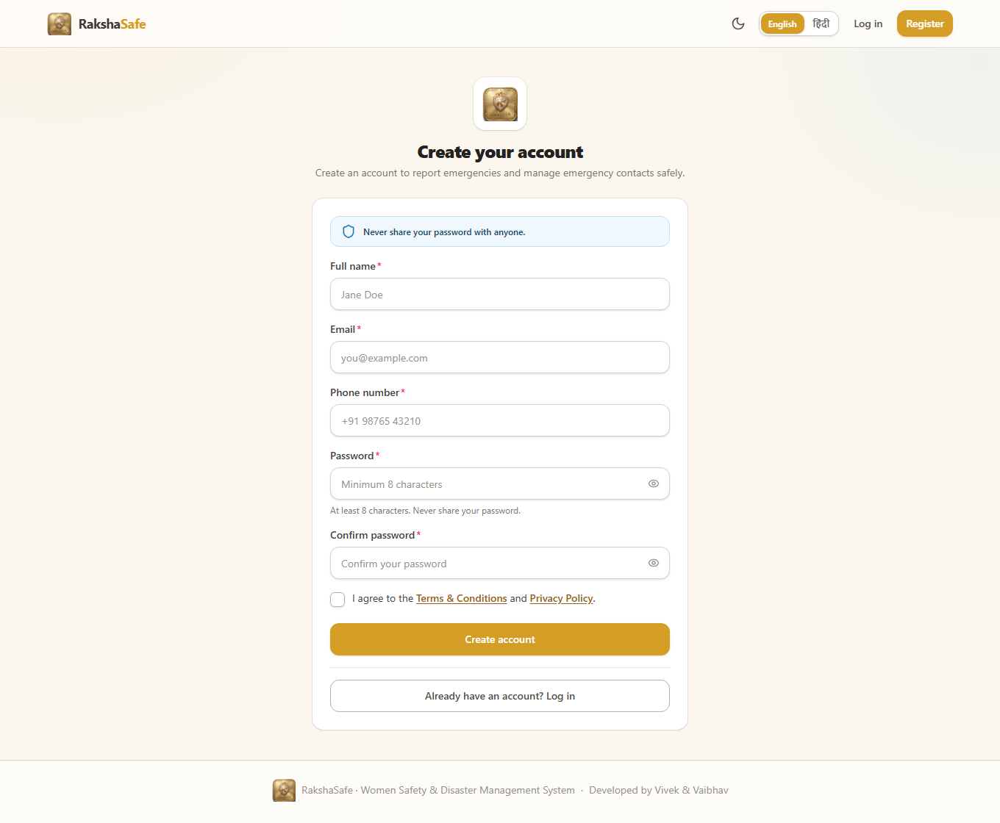 RakshaSafe
English
हिंदी
Log in
Register
Create your account
Create an account to report emergencies and manage emergency contacts safely.
Never share your password with anyone.
Full name*
Jane Doe
Email*
you@example.com
Phone number*
+91 98765 43210
Password*
Minimum 8 characters
At least 8 characters. Never share your password.
Confirm password*
Confirm your password
I agree to the Terms & Conditions and Privacy Policy.
Create account
Already have an account? Log in
RakshaSafe · Women Safety & Disaster Management System · Developed by Vivek & Vaibhav